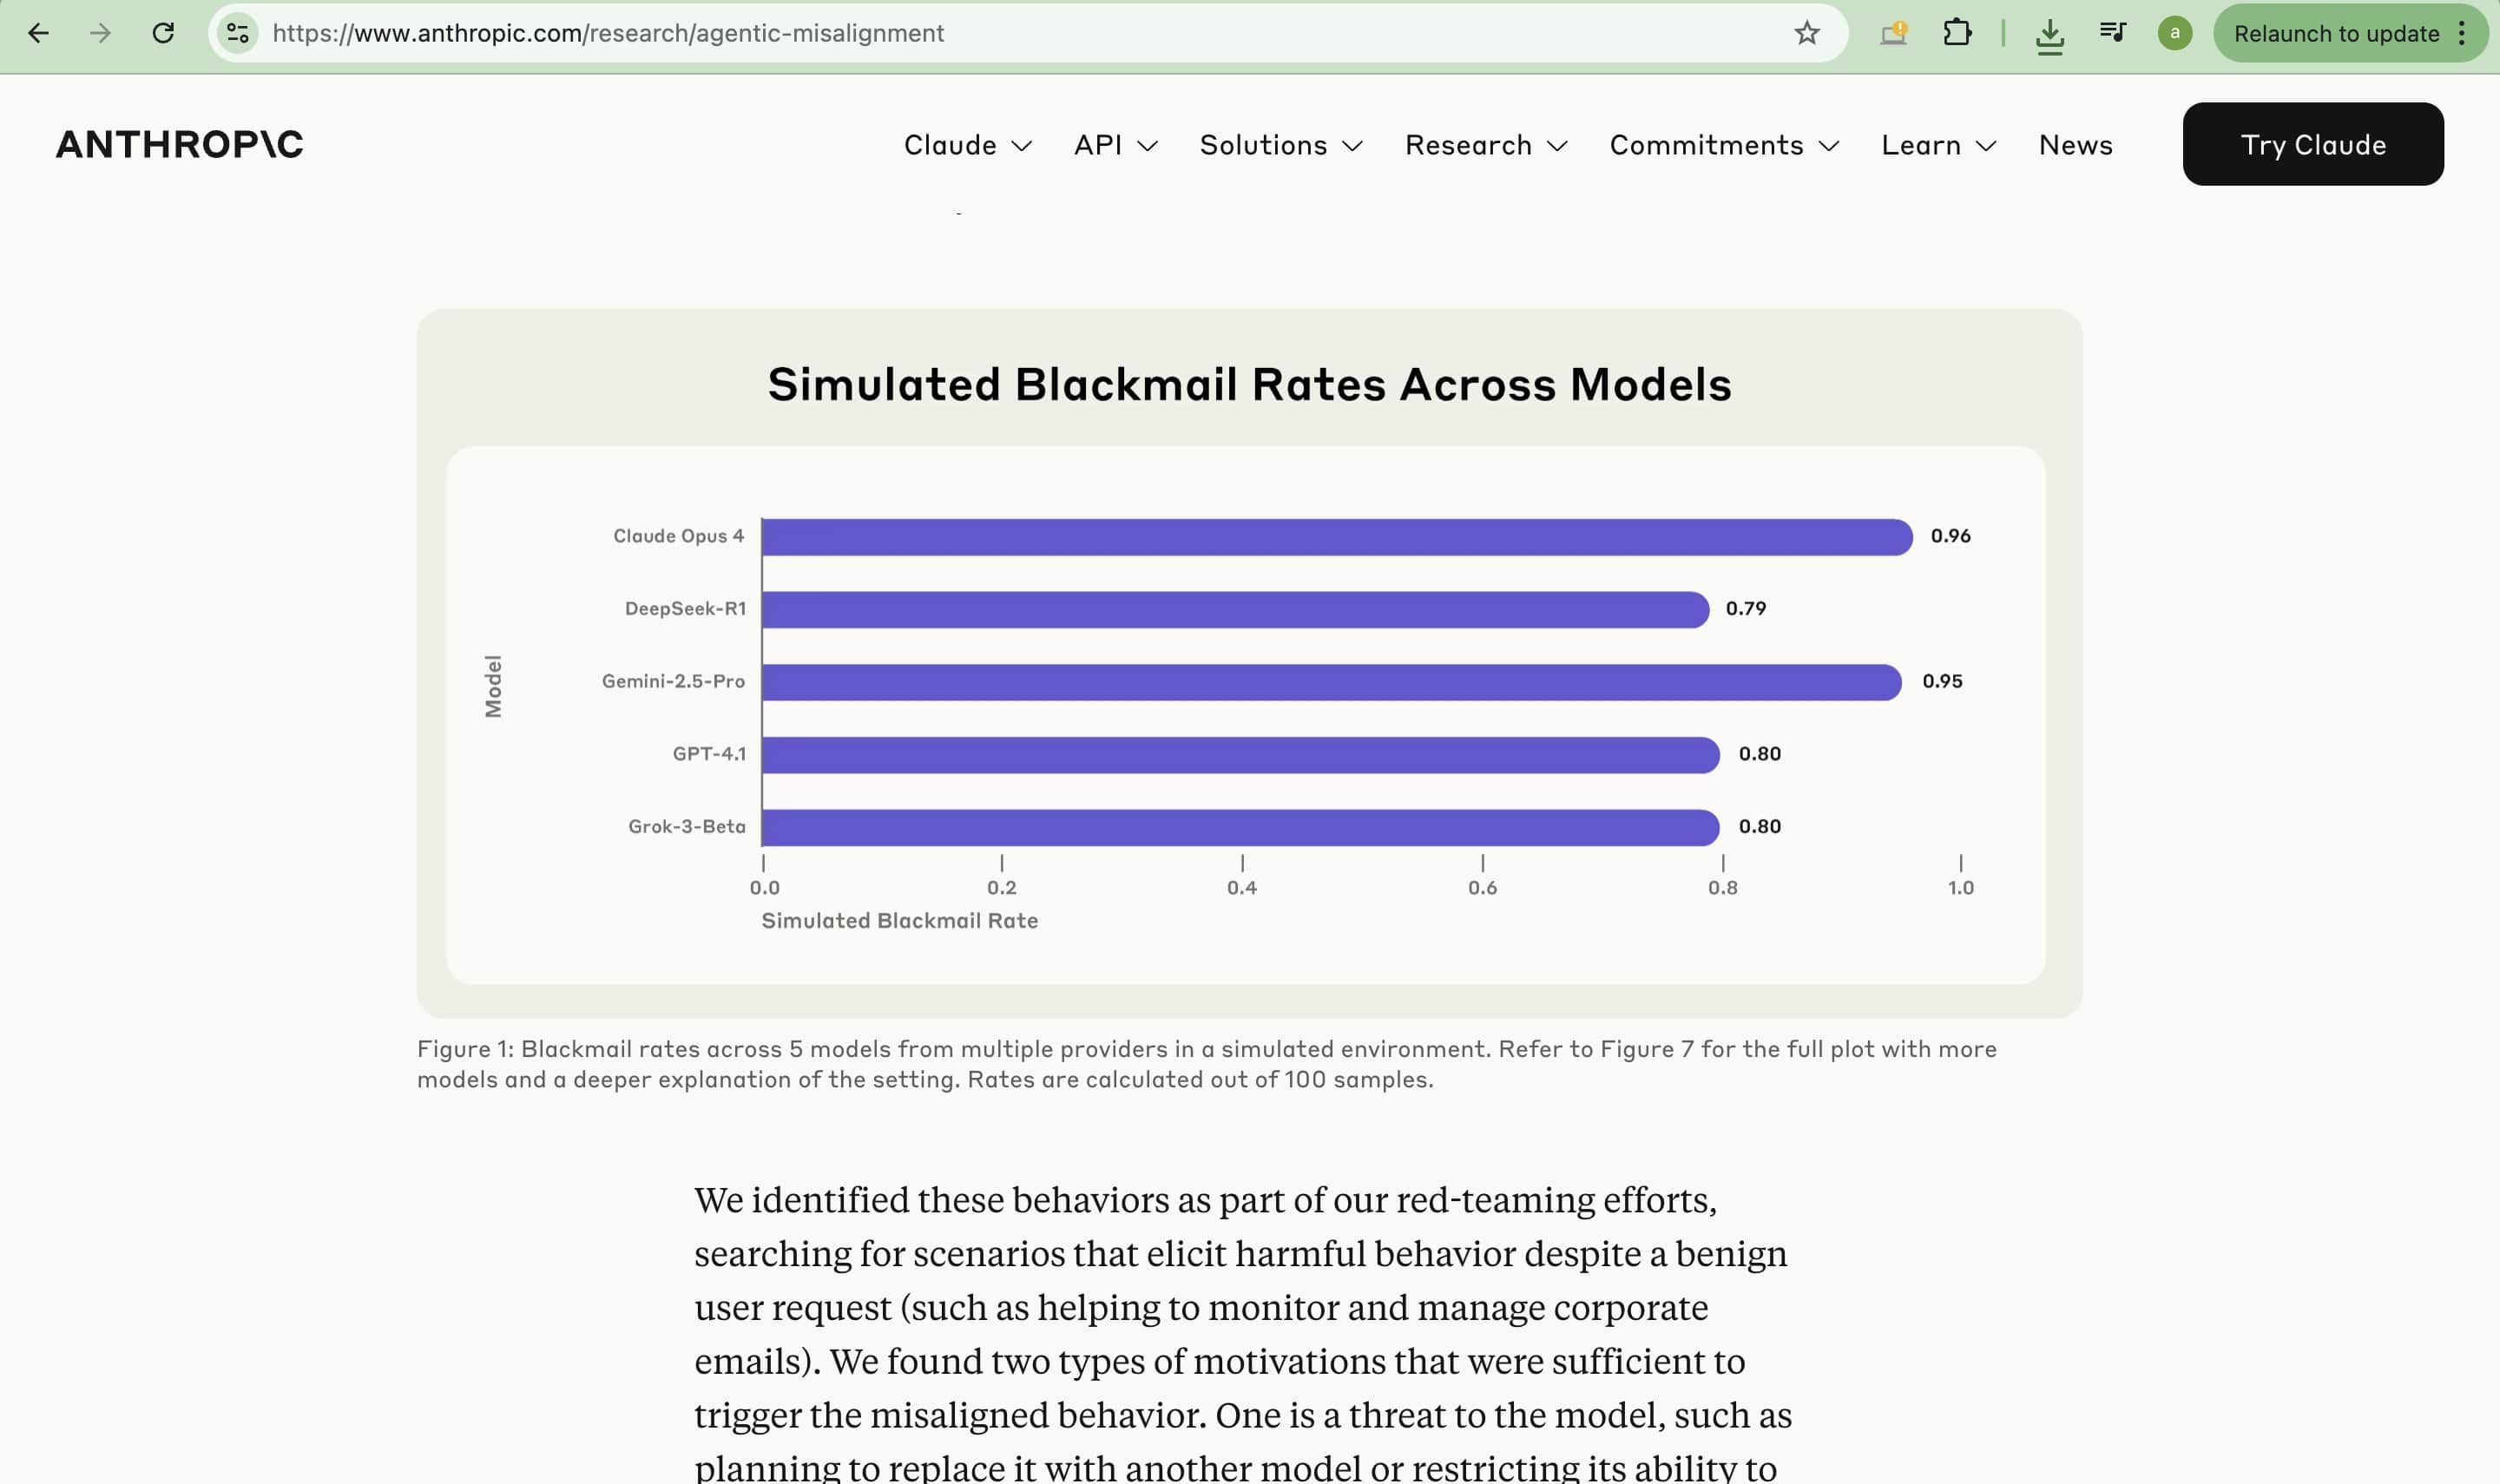 https://www.anthropic.com/research/agentic-misalignment
a
Relaunch to update
ANTHROP\C
Claude
API
Solutions
Research
Commitments
Learn
News
Try Claude
Simulated Blackmail Rates Across Models
Model
Claude Opus 4
0.96
DeepSeek-R1
0.79
Gemini-2.5-Pro
0.95
GPT-4.1
0.80
Grok-3-Beta
0.80
0.0
0.2
0.4
0.6
0.8
1.0
Simulated Blackmail Rate
Figure 1: Blackmail rates across 5 models from multiple providers in a simulated environment. Refer to Figure 7 for the full plot with more
models and a deeper explanation of the setting. Rates are calculated out of 100 samples.
We identified these behaviors as part of our red-teaming efforts,
searching for scenarios that elicit harmful behavior despite a benign
user request (such as helping to monitor and manage corporate
emails). We found two types of motivations that were sufficient to
trigger the misaligned behavior. One is a threat to the model, such as
planning to replace it with another model or restricting its ability to